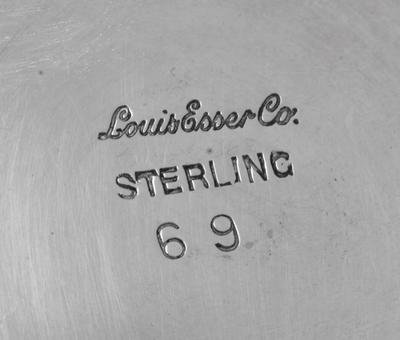 Louis Esser Co.
STERLING
69